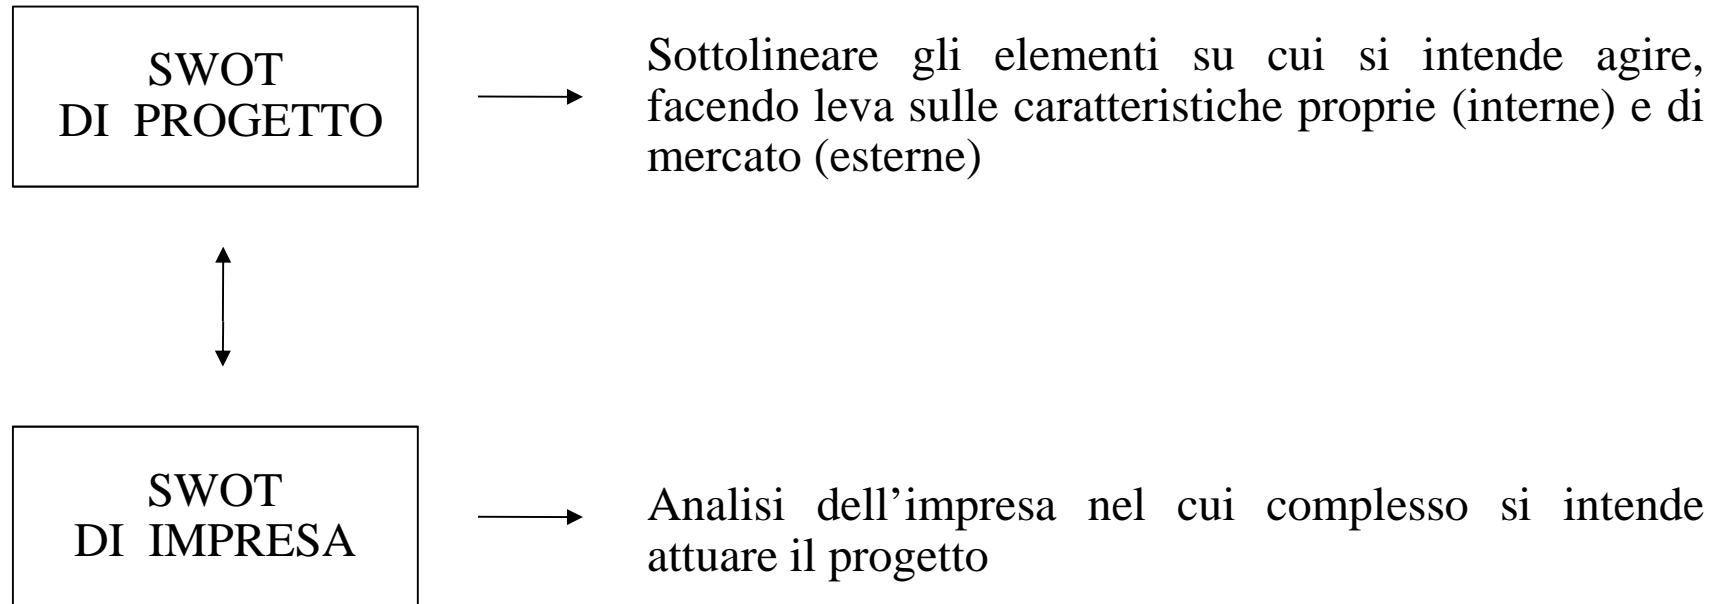 SWOT
DI PROGETTO
Sottolineare gli elementi su cui si intende agire,
facendo leva sulle caratteristiche proprie (interne) e di
mercato (esterne)
SWOT
DI IMPRESA
Analisi dell’impresa nel cui complesso si intende
attuare il progetto